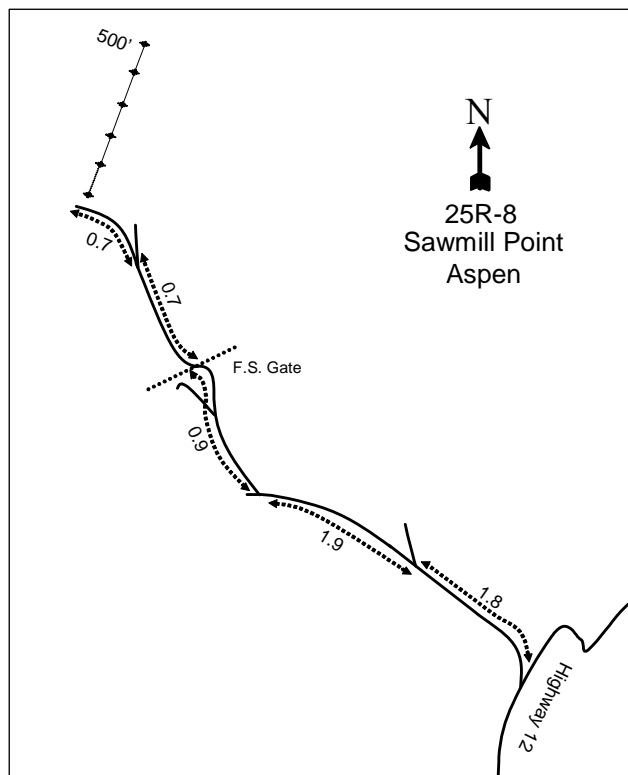 500’
N
25R-8
Sawmill Point
Aspen
0.7
0.7
F.S. Gate
0.9
1.9
1.8
Highway 12